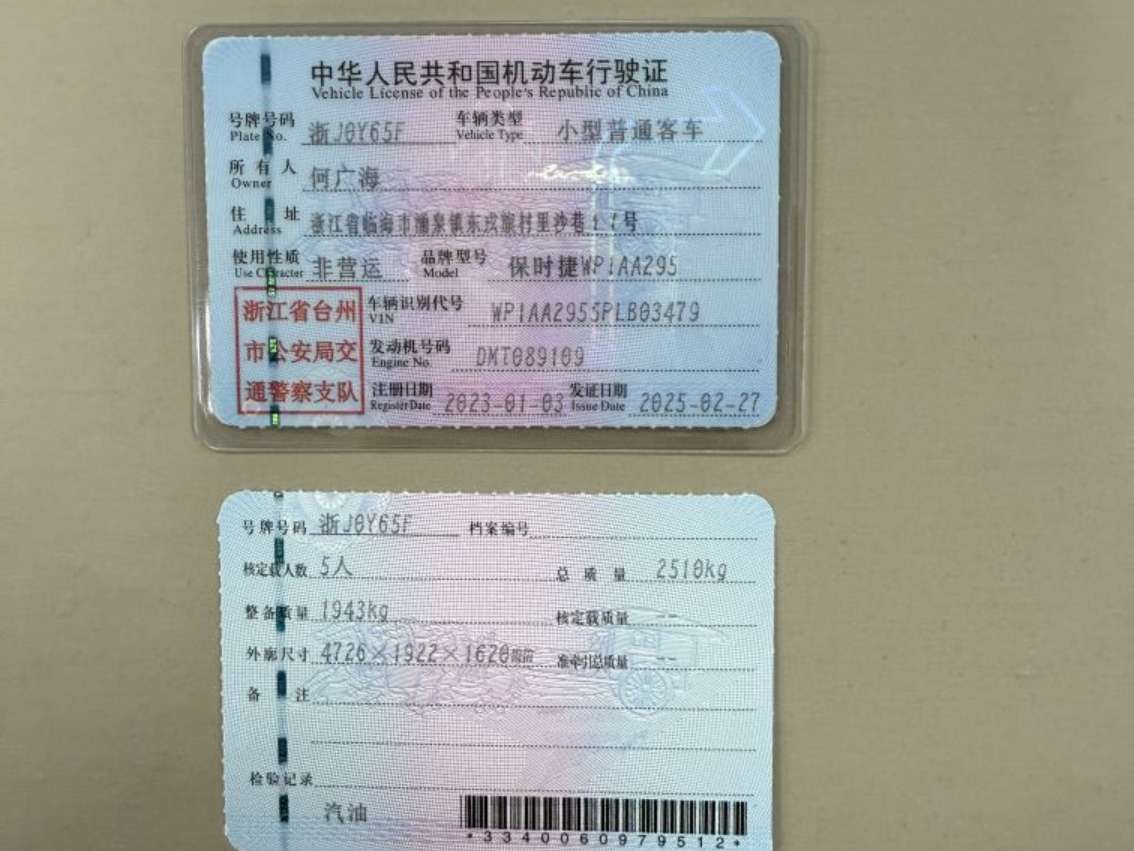 中华人民共和国机动车行驶证
Vehicle License of the People's Republic of China
号牌号码 浙J0Y65F 车辆类型 小型普通客车
Plate No. Vehicle Type
所有人 何广海
Owner
住址 浙江省临海市涌泉镇东戎旅村里沙巷17号
Address
使用性质 非营运 品牌型号 保时捷WP1AA295
Use Character Model
浙江省台州
市公安局交
通警察支队
车辆识别代号 WP1AA2955PLB03479
VIN
发动机号码 DMT089109
Engine No.
注册日期 2023-01-03 发证日期 2025-02-27
Register Date Issue Date
号牌号码 浙J0Y65F 档案编号
核定载人数 5人 总质量 2510kg
整备质量 1943kg 核定载质量 --
外廓尺寸 4726×1922×1620mm 准牵引总质量 --
备注
检验记录
汽油
*3340060979512*